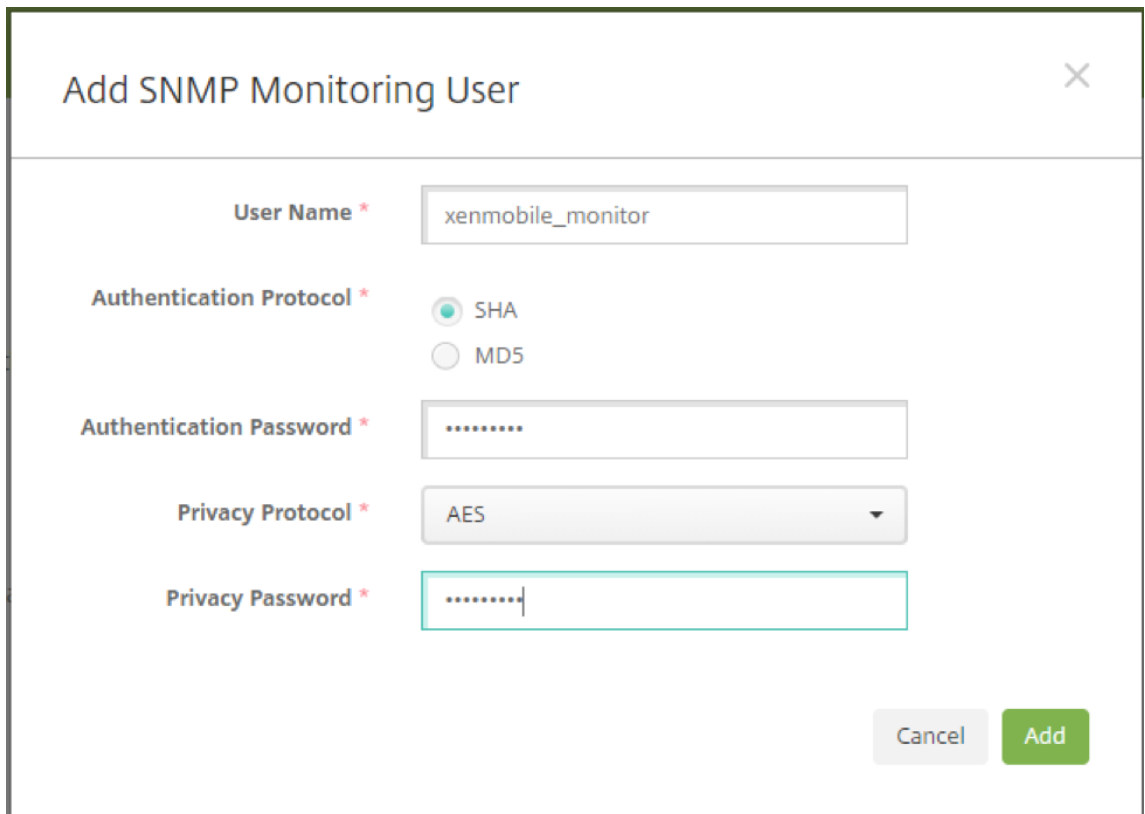 Add SNMP Monitoring User
User Name * xenmobile_monitor
Authentication Protocol *
SHA
MD5
Authentication Password * •••••••••
Privacy Protocol * AES
Privacy Password * •••••••••
Cancel Add